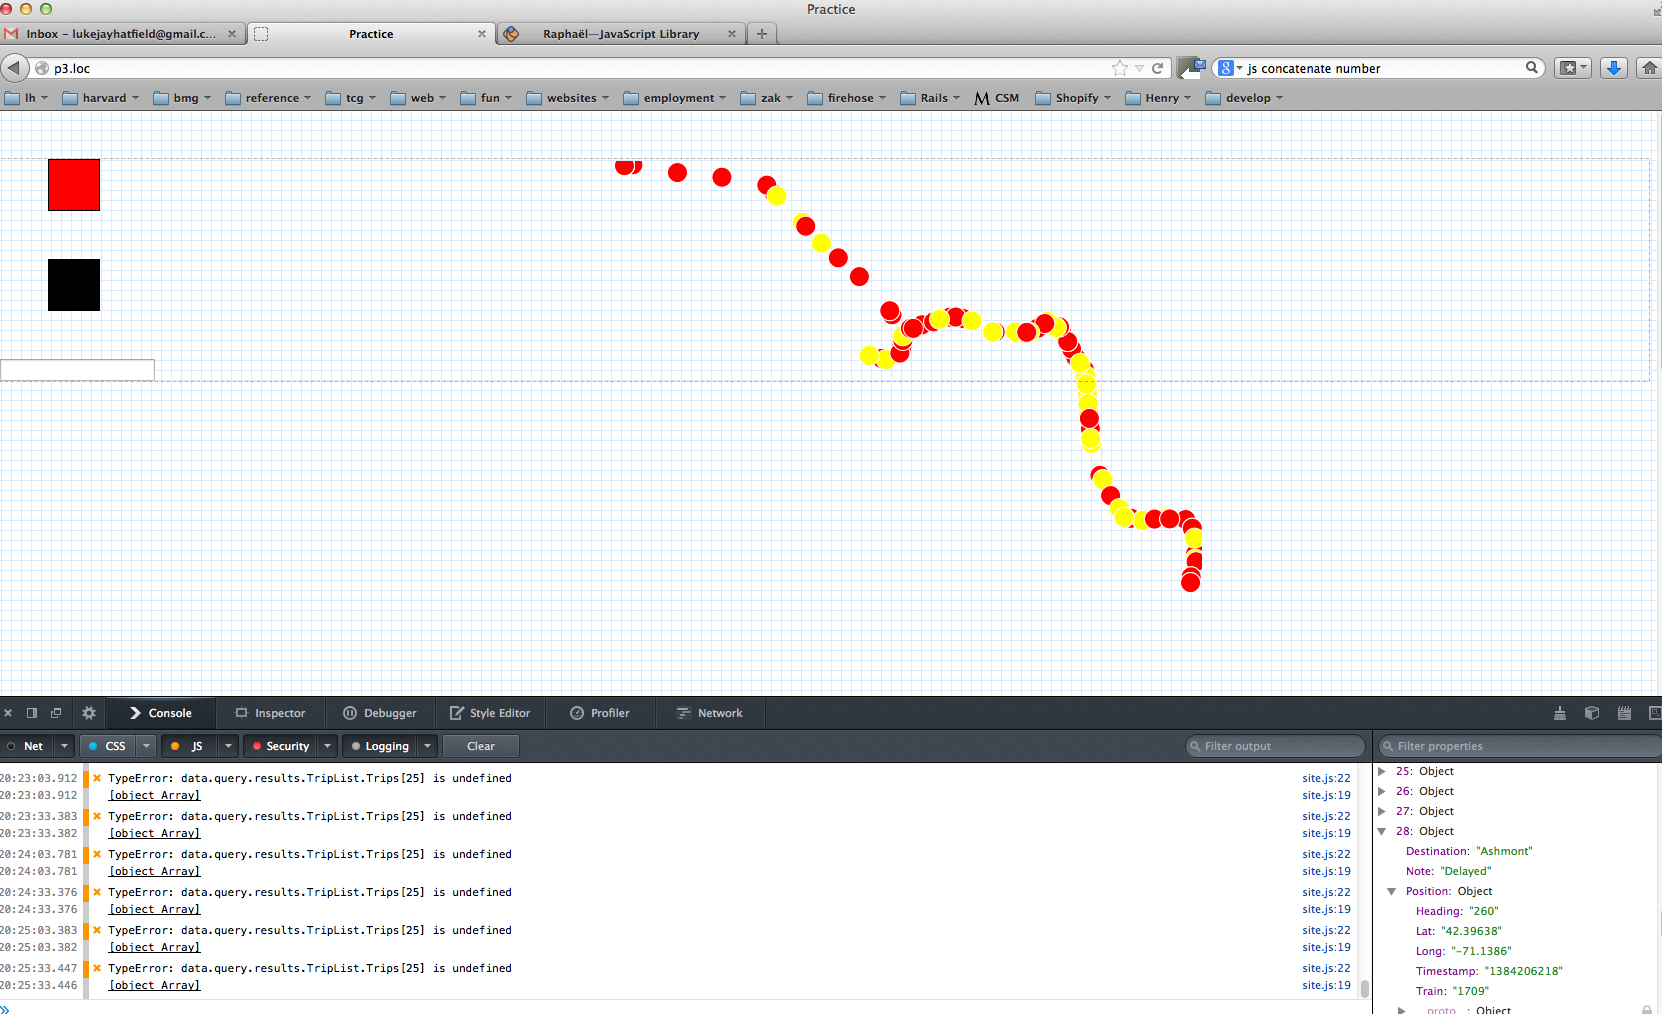 Practice
Inbox – lukejayhatfield@gmail.c...
Practice
Raphaël—JavaScript Library
p3.loc
8
js concatenate number
lh
harvard
bmg
reference
tcg
web
fun
websites
employment
zak
firehose
Rails
M CSM
Shopify
Henry
develop
Console
Inspector
Debugger
Style Editor
Profiler
Network
Net
CSS
JS
Security
Logging
Clear
Filter output
Filter properties
20:23:03.912 TypeError: data.query.results.TripList.Trips[25] is undefined site.js:22
20:23:03.912 [object Array] site.js:19
20:23:33.383 TypeError: data.query.results.TripList.Trips[25] is undefined site.js:22
20:23:33.382 [object Array] site.js:19
20:24:03.781 TypeError: data.query.results.TripList.Trips[25] is undefined site.js:22
20:24:03.781 [object Array] site.js:19
20:24:33.376 TypeError: data.query.results.TripList.Trips[25] is undefined site.js:22
20:24:33.376 [object Array] site.js:19
20:25:03.383 TypeError: data.query.results.TripList.Trips[25] is undefined site.js:22
20:25:03.382 [object Array] site.js:19
20:25:33.447 TypeError: data.query.results.TripList.Trips[25] is undefined site.js:22
20:25:33.446 [object Array] site.js:19
25: Object
26: Object
27: Object
28: Object
Destination: "Ashmont"
Note: "Delayed"
Position: Object
Heading: "260"
Lat: "42.39638"
Long: "-71.1386"
Timestamp: "1384206218"
Train: "1709"
__proto__: Object